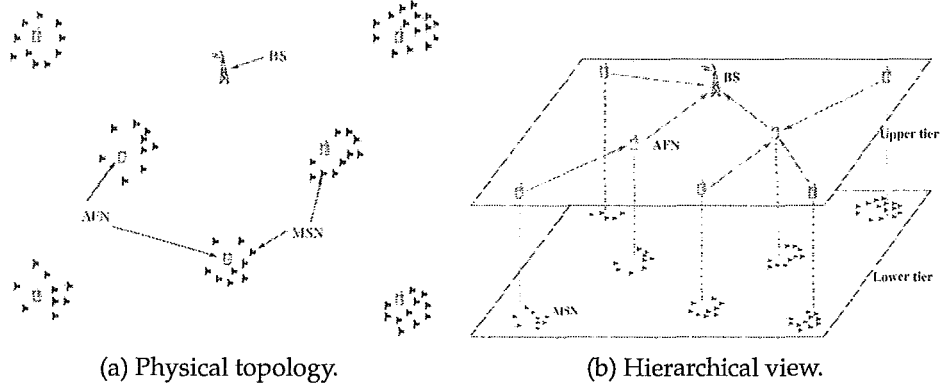 BS
AFN
MSN
(a) Physical topology.
BS
AFN
Upper tier
Lower tier
MSN
(b) Hierarchical view.